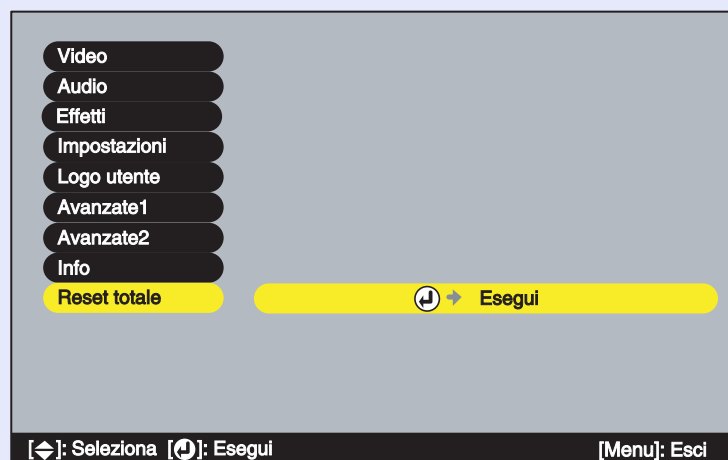 Video
Audio
Effetti
Impostazioni
Logo utente
Avanzate1
Avanzate2
Info
Reset totale
Esegui
[ ]: Seleziona [ ]: Esegui
[Menu]: Esci